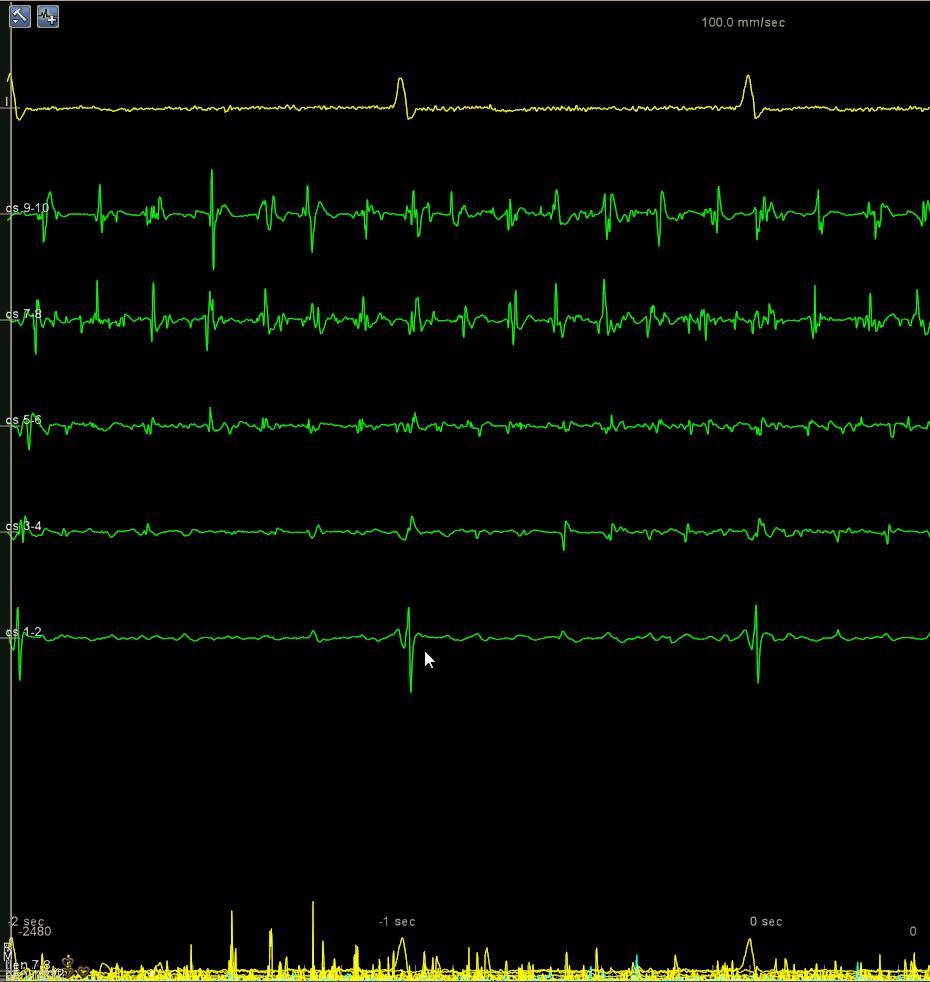 100.0 mm/sec
I
cs 9-10
cs 7-8
cs 5-6
cs 3-4
cs 1-2
-2 sec
-1 sec
0 sec
-2480
0